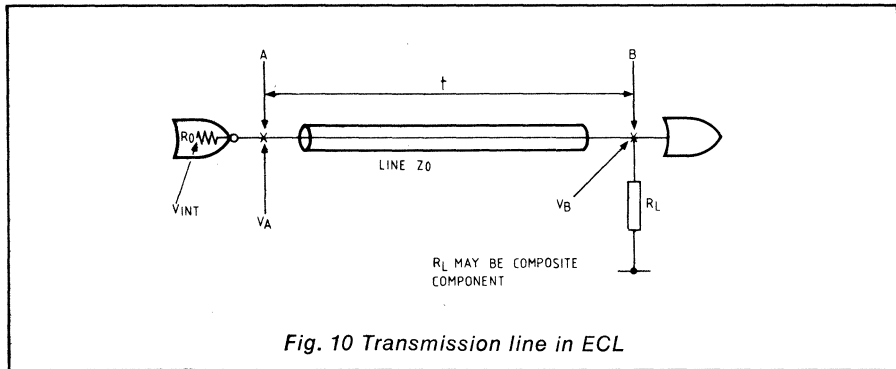 A
B
t
R0
LINE Z0
VINT
VA
VB
RL
RL MAY BE COMPOSITE
COMPONENT
Fig. 10 Transmission line in ECL